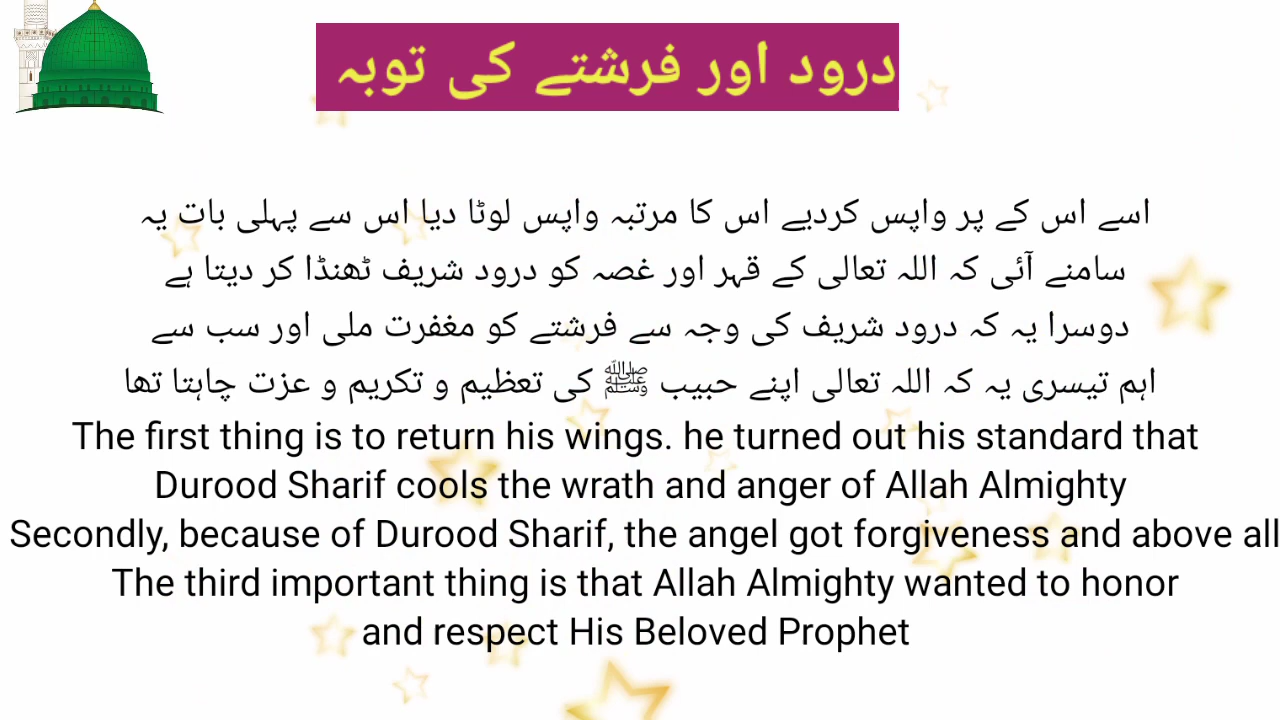 درود اور فرشتے کی توبہ
اسے اس کے پر واپس کردیے اس کا مرتبہ واپس لوٹا دیا اس سے پہلی بات یہ
سامنے آئی کہ اللہ تعالی کے قہر اور غصہ کو درود شریف ٹھنڈا کر دیتا ہے
دوسرا یہ کہ درود شریف کی وجہ سے فرشتے کو مغفرت ملی اور سب سے
اہم تیسری یہ کہ اللہ تعالی اپنے حبیب ﷺ کی تعظیم و تکریم و عزت چاہتا تھا
The first thing is to return his wings. he turned out his standard that
Durood Sharif cools the wrath and anger of Allah Almighty
Secondly, because of Durood Sharif, the angel got forgiveness and above all
The third important thing is that Allah Almighty wanted to honor
and respect His Beloved Prophet